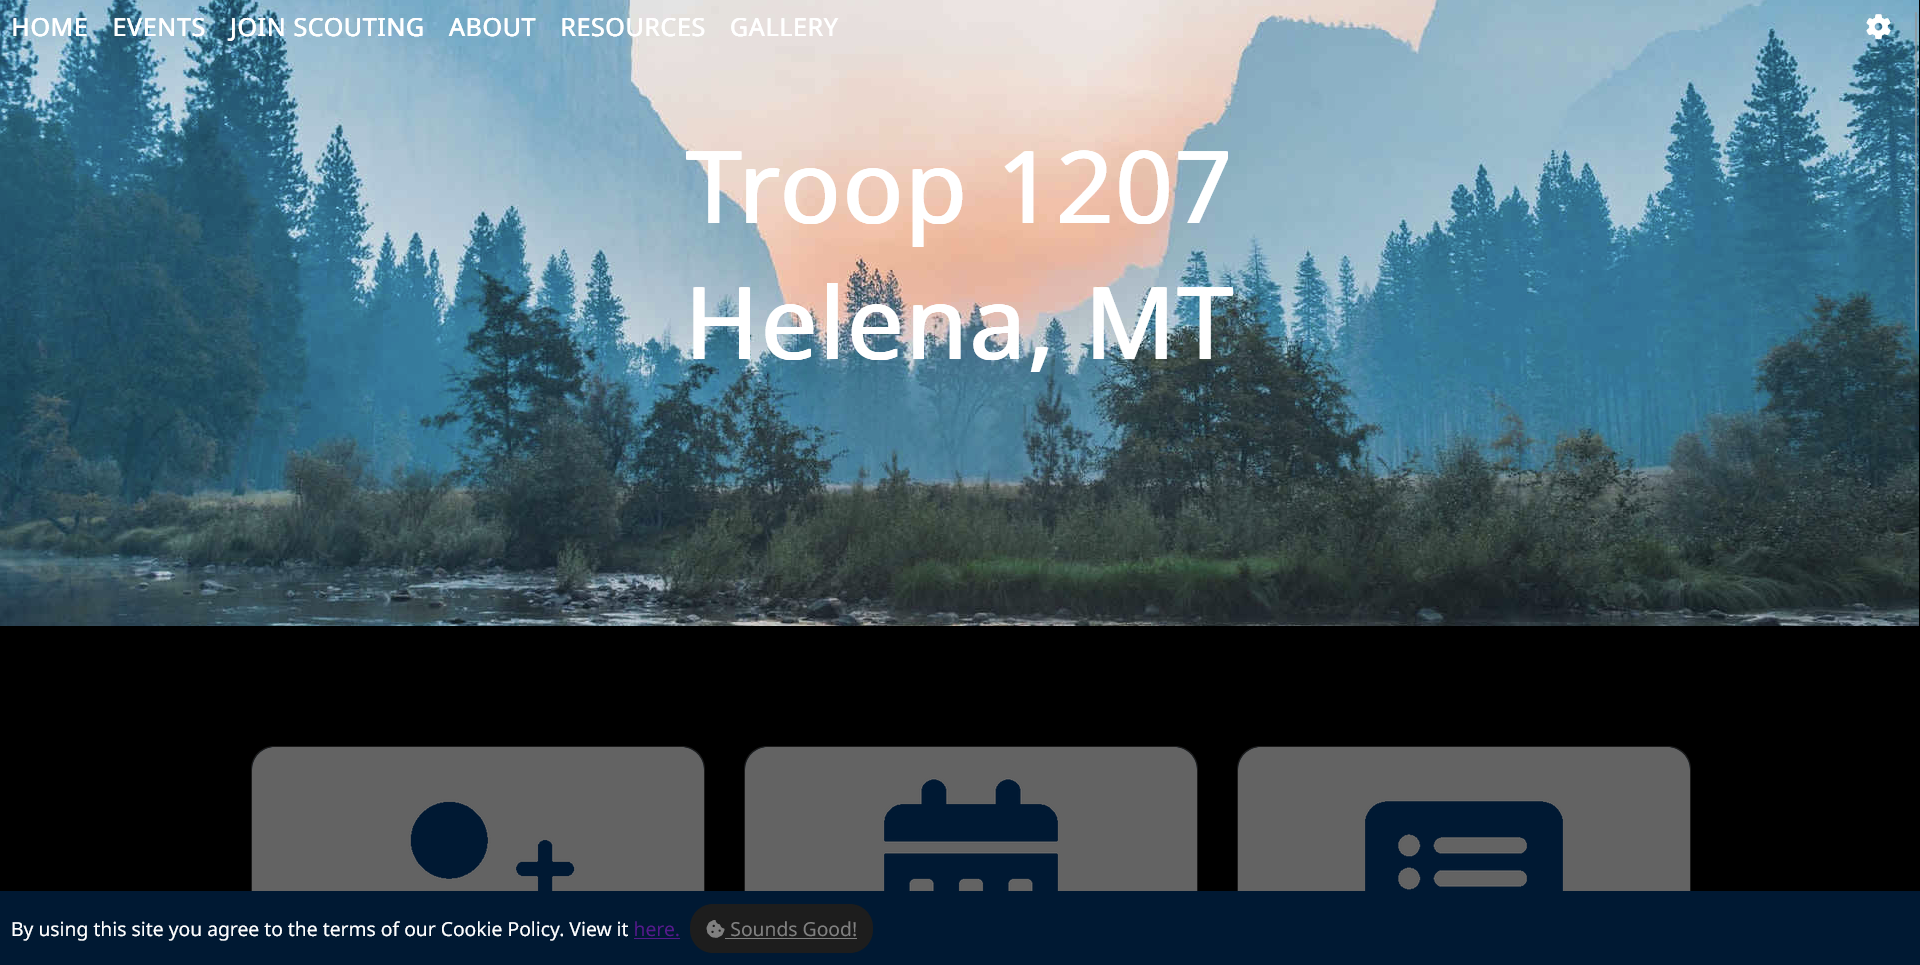 HOME EVENTS JOIN SCOUTING ABOUT RESOURCES GALLERY
Troop 1207
Helena, MT
By using this site you agree to the terms of our Cookie Policy. View it here. Sounds Good!